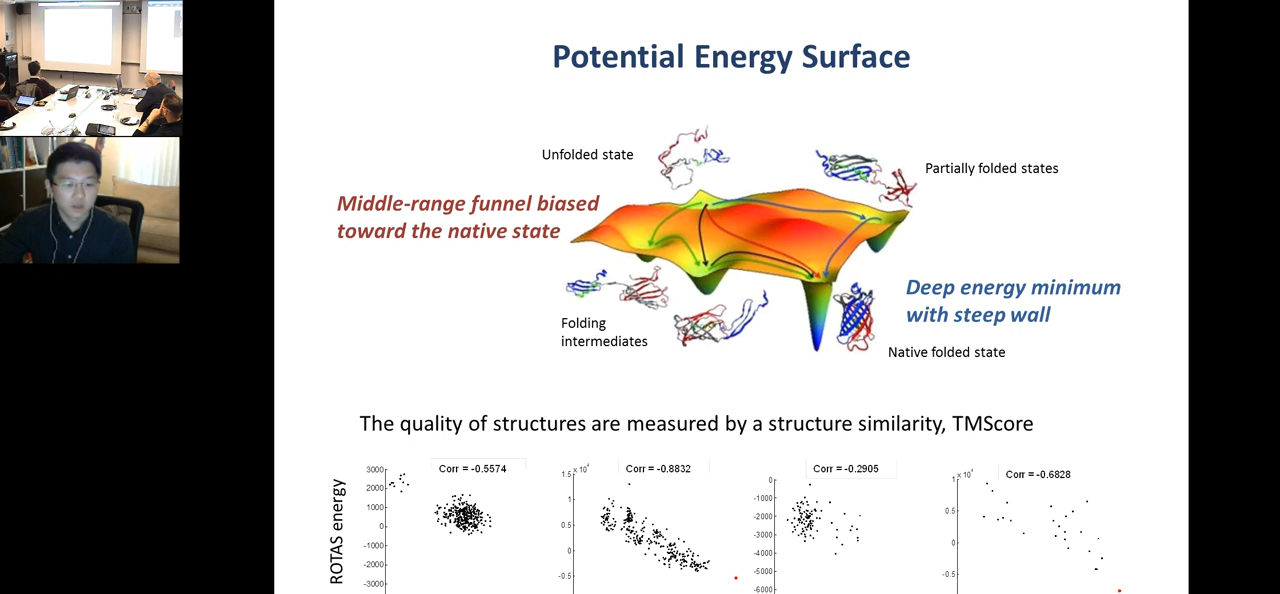 Potential Energy Surface
Unfolded state
Partially folded states
Middle-range funnel biased
toward the native state
Deep energy minimum
with steep wall
Folding
intermediates
Native folded state
The quality of structures are measured by a structure similarity, TMScore
Corr = -0.5574
Corr = -0.8832
Corr = -0.2905
Corr = -0.6828
ROTAS energy
3000
2000
1000
0
-1000
-2000
-3000
x 10^4
1.5
1
0.5
0
-0.5
0
-1000
-2000
-3000
-4000
-5000
-6000
x 10^4
1
0.5
0
-0.5